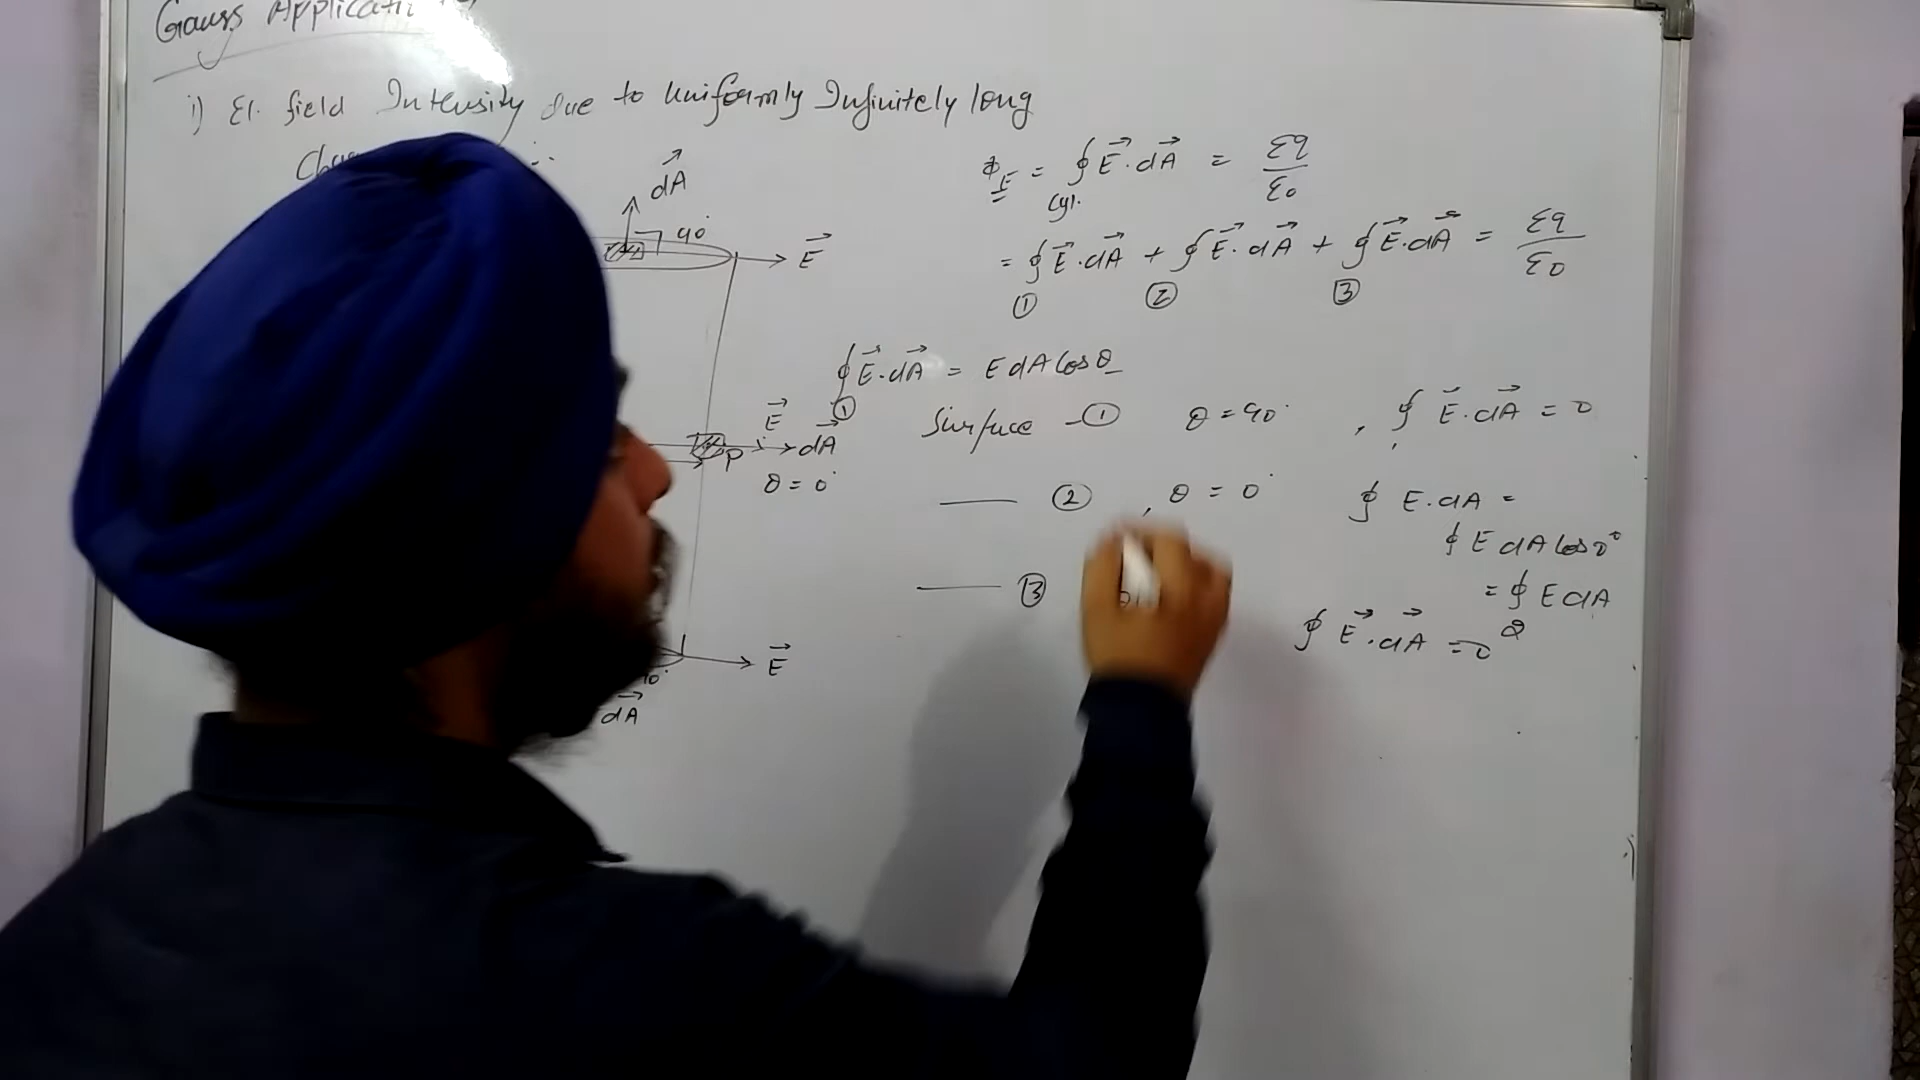 Gauss Applicati
i) El. field Intensity due to Uniformly Infinitely long
dA
90°
E
Φ_E = ∮ E⃗.dA⃗ = Σq/ε₀
cyl.
= ∮ E⃗.dA⃗ + ∮ E⃗.dA⃗ + ∮ E⃗.dA⃗ = Σq/ε₀
① ② ③
∮ E⃗.dA⃗ = E dA Cos θ
①
E⃗
dA⃗
P
θ = 0°
Surface - ① θ = 90° , ∮ E⃗.dA⃗ = 0
② , θ = 0° ∮ E.dA =
∮ E dA Cos 0°
= ∮ E dA
2
③ ∮ E⃗.dA⃗ = 0
E⃗
dA⃗